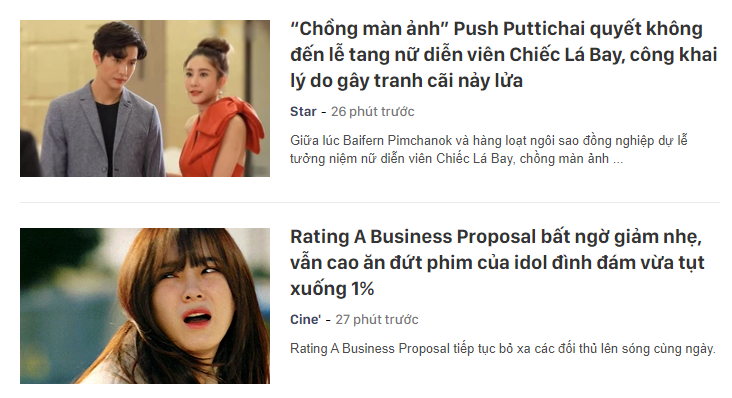 “Chồng màn ảnh” Push Puttichai quyết không
đến lễ tang nữ diễn viên Chiếc Lá Bay, công khai
lý do gây tranh cãi nảy lửa
Star - 26 phút trước
Giữa lúc Baifern Pimchanok và hàng loạt ngôi sao đồng nghiệp dự lễ
tưởng niệm nữ diễn viên Chiếc Lá Bay, chồng màn ảnh ...
Rating A Business Proposal bất ngờ giảm nhẹ,
vẫn cao ăn đứt phim của idol đình đám vừa tụt
xuống 1%
Cine' - 27 phút trước
Rating A Business Proposal tiếp tục bỏ xa các đối thủ lên sóng cùng ngày.